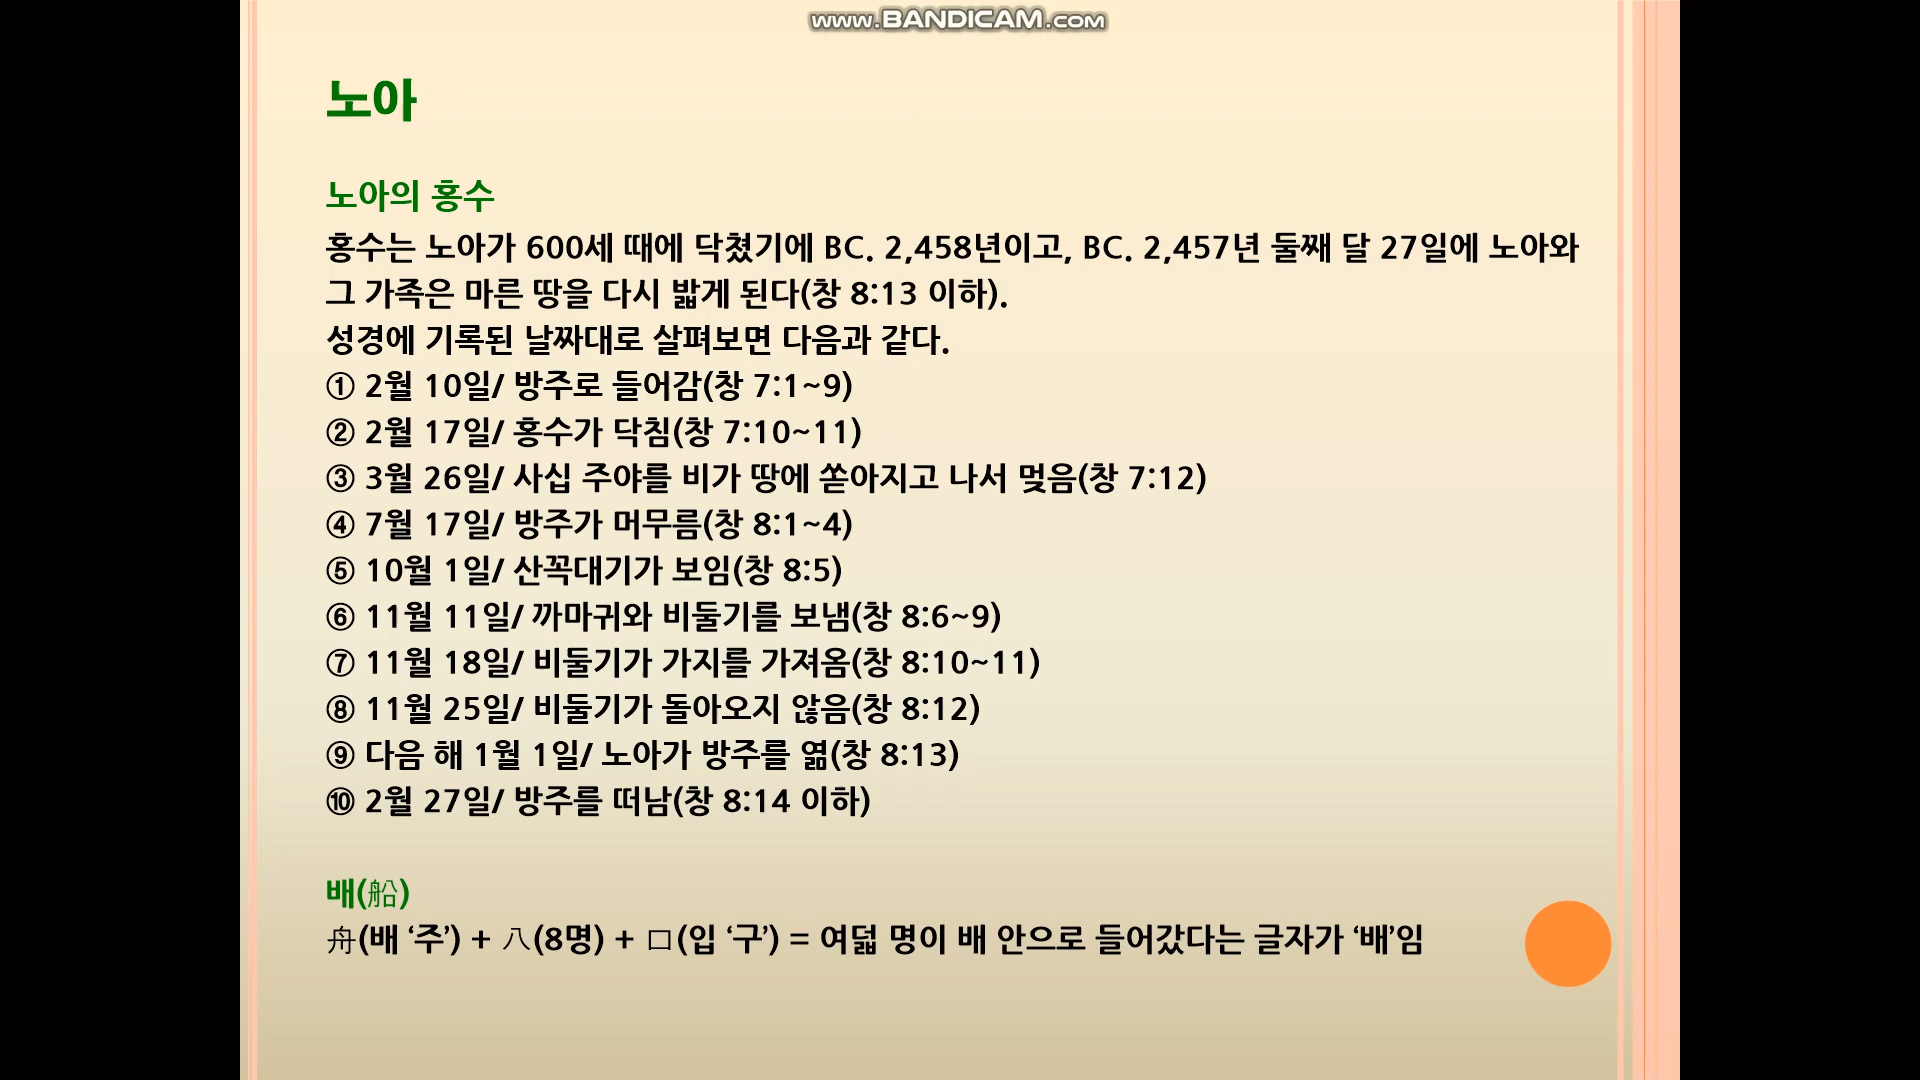 www.BANDICAM.com
노아
노아의 홍수
홍수는 노아가 600세 때에 닥쳤기에 BC. 2,458년이고, BC. 2,457년 둘째 달 27일에 노아와
그 가족은 마른 땅을 다시 밟게 된다(창 8:13 이하).
성경에 기록된 날짜대로 살펴보면 다음과 같다.
① 2월 10일/ 방주로 들어감(창 7:1~9)
② 2월 17일/ 홍수가 닥침(창 7:10~11)
③ 3월 26일/ 사십 주야를 비가 땅에 쏟아지고 나서 멎음(창 7:12)
④ 7월 17일/ 방주가 머무름(창 8:1~4)
⑤ 10월 1일/ 산꼭대기가 보임(창 8:5)
⑥ 11월 11일/ 까마귀와 비둘기를 보냄(창 8:6~9)
⑦ 11월 18일/ 비둘기가 가지를 가져옴(창 8:10~11)
⑧ 11월 25일/ 비둘기가 돌아오지 않음(창 8:12)
⑨ 다음 해 1월 1일/ 노아가 방주를 엶(창 8:13)
⑩ 2월 27일/ 방주를 떠남(창 8:14 이하)
배(船)
舟(배 ‘주’) + 八(8명) + 口(입 ‘구’) = 여덟 명이 배 안으로 들어갔다는 글자가 ‘배’임